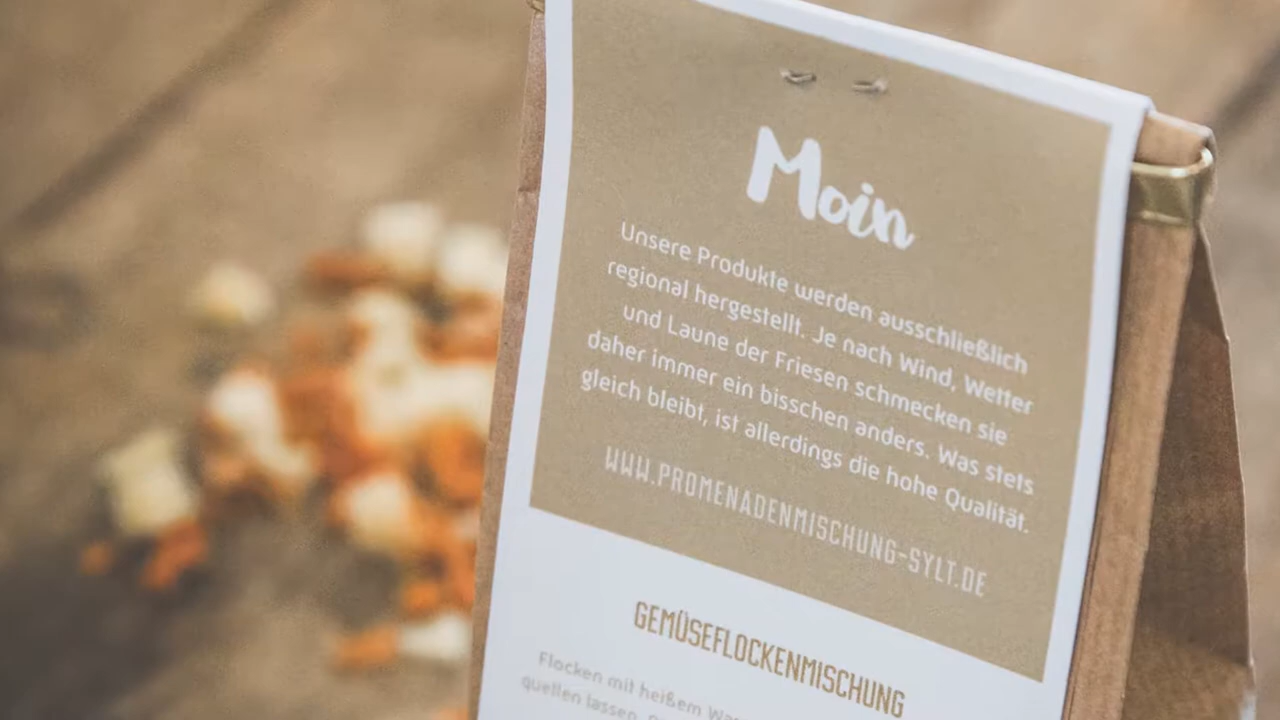 Moin
Unsere Produkte werden ausschließlich
regional hergestellt. Je nach Wind, Wetter
und Laune der Friesen schmecken sie
daher immer ein bisschen anders. Was stets
gleich bleibt, ist allerdings die hohe Qualität.
WWW.PROMENADENMISCHUNG-SYLT.DE
GEMÜSEFLOCKENMISCHUNG
Flocken mit heißem
quellen lassen,